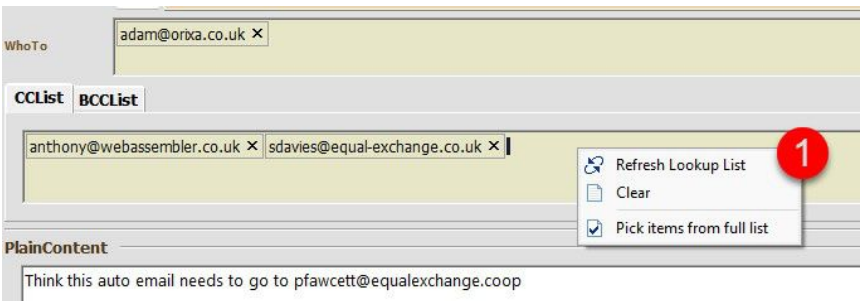 WhoTo
adam@orixa.co.uk ×
CCList BCCList
anthony@webassembler.co.uk × sdavies@equal-exchange.co.uk ×
1
Refresh Lookup List
Clear
Pick items from full list
PlainContent
Think this auto email needs to go to pfawcett@equalexchange.coop